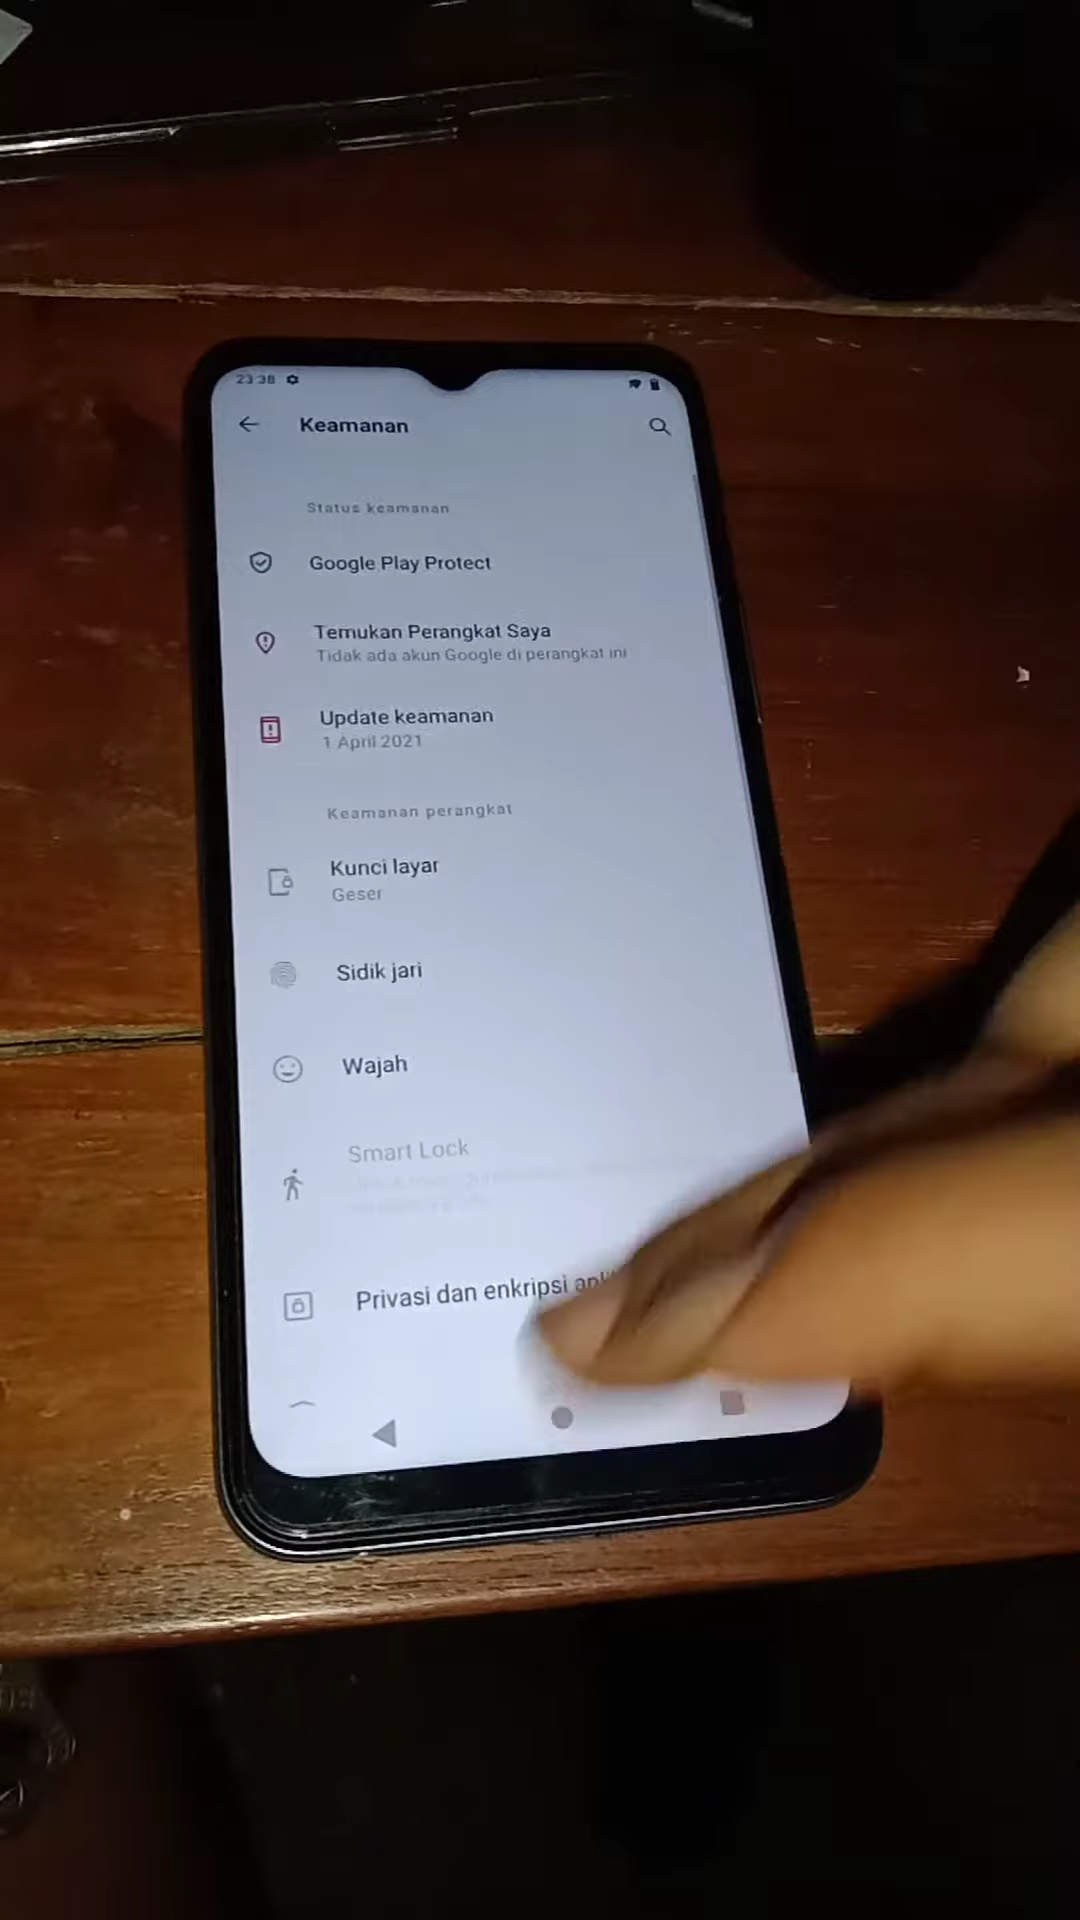 23:38
Keamanan
Status keamanan
Google Play Protect
Temukan Perangkat Saya
Tidak ada akun Google di perangkat ini
Update keamanan
1 April 2021
Keamanan perangkat
Kunci layar
Geser
Sidik jari
Wajah
Smart Lock
Privasi dan enkripsi